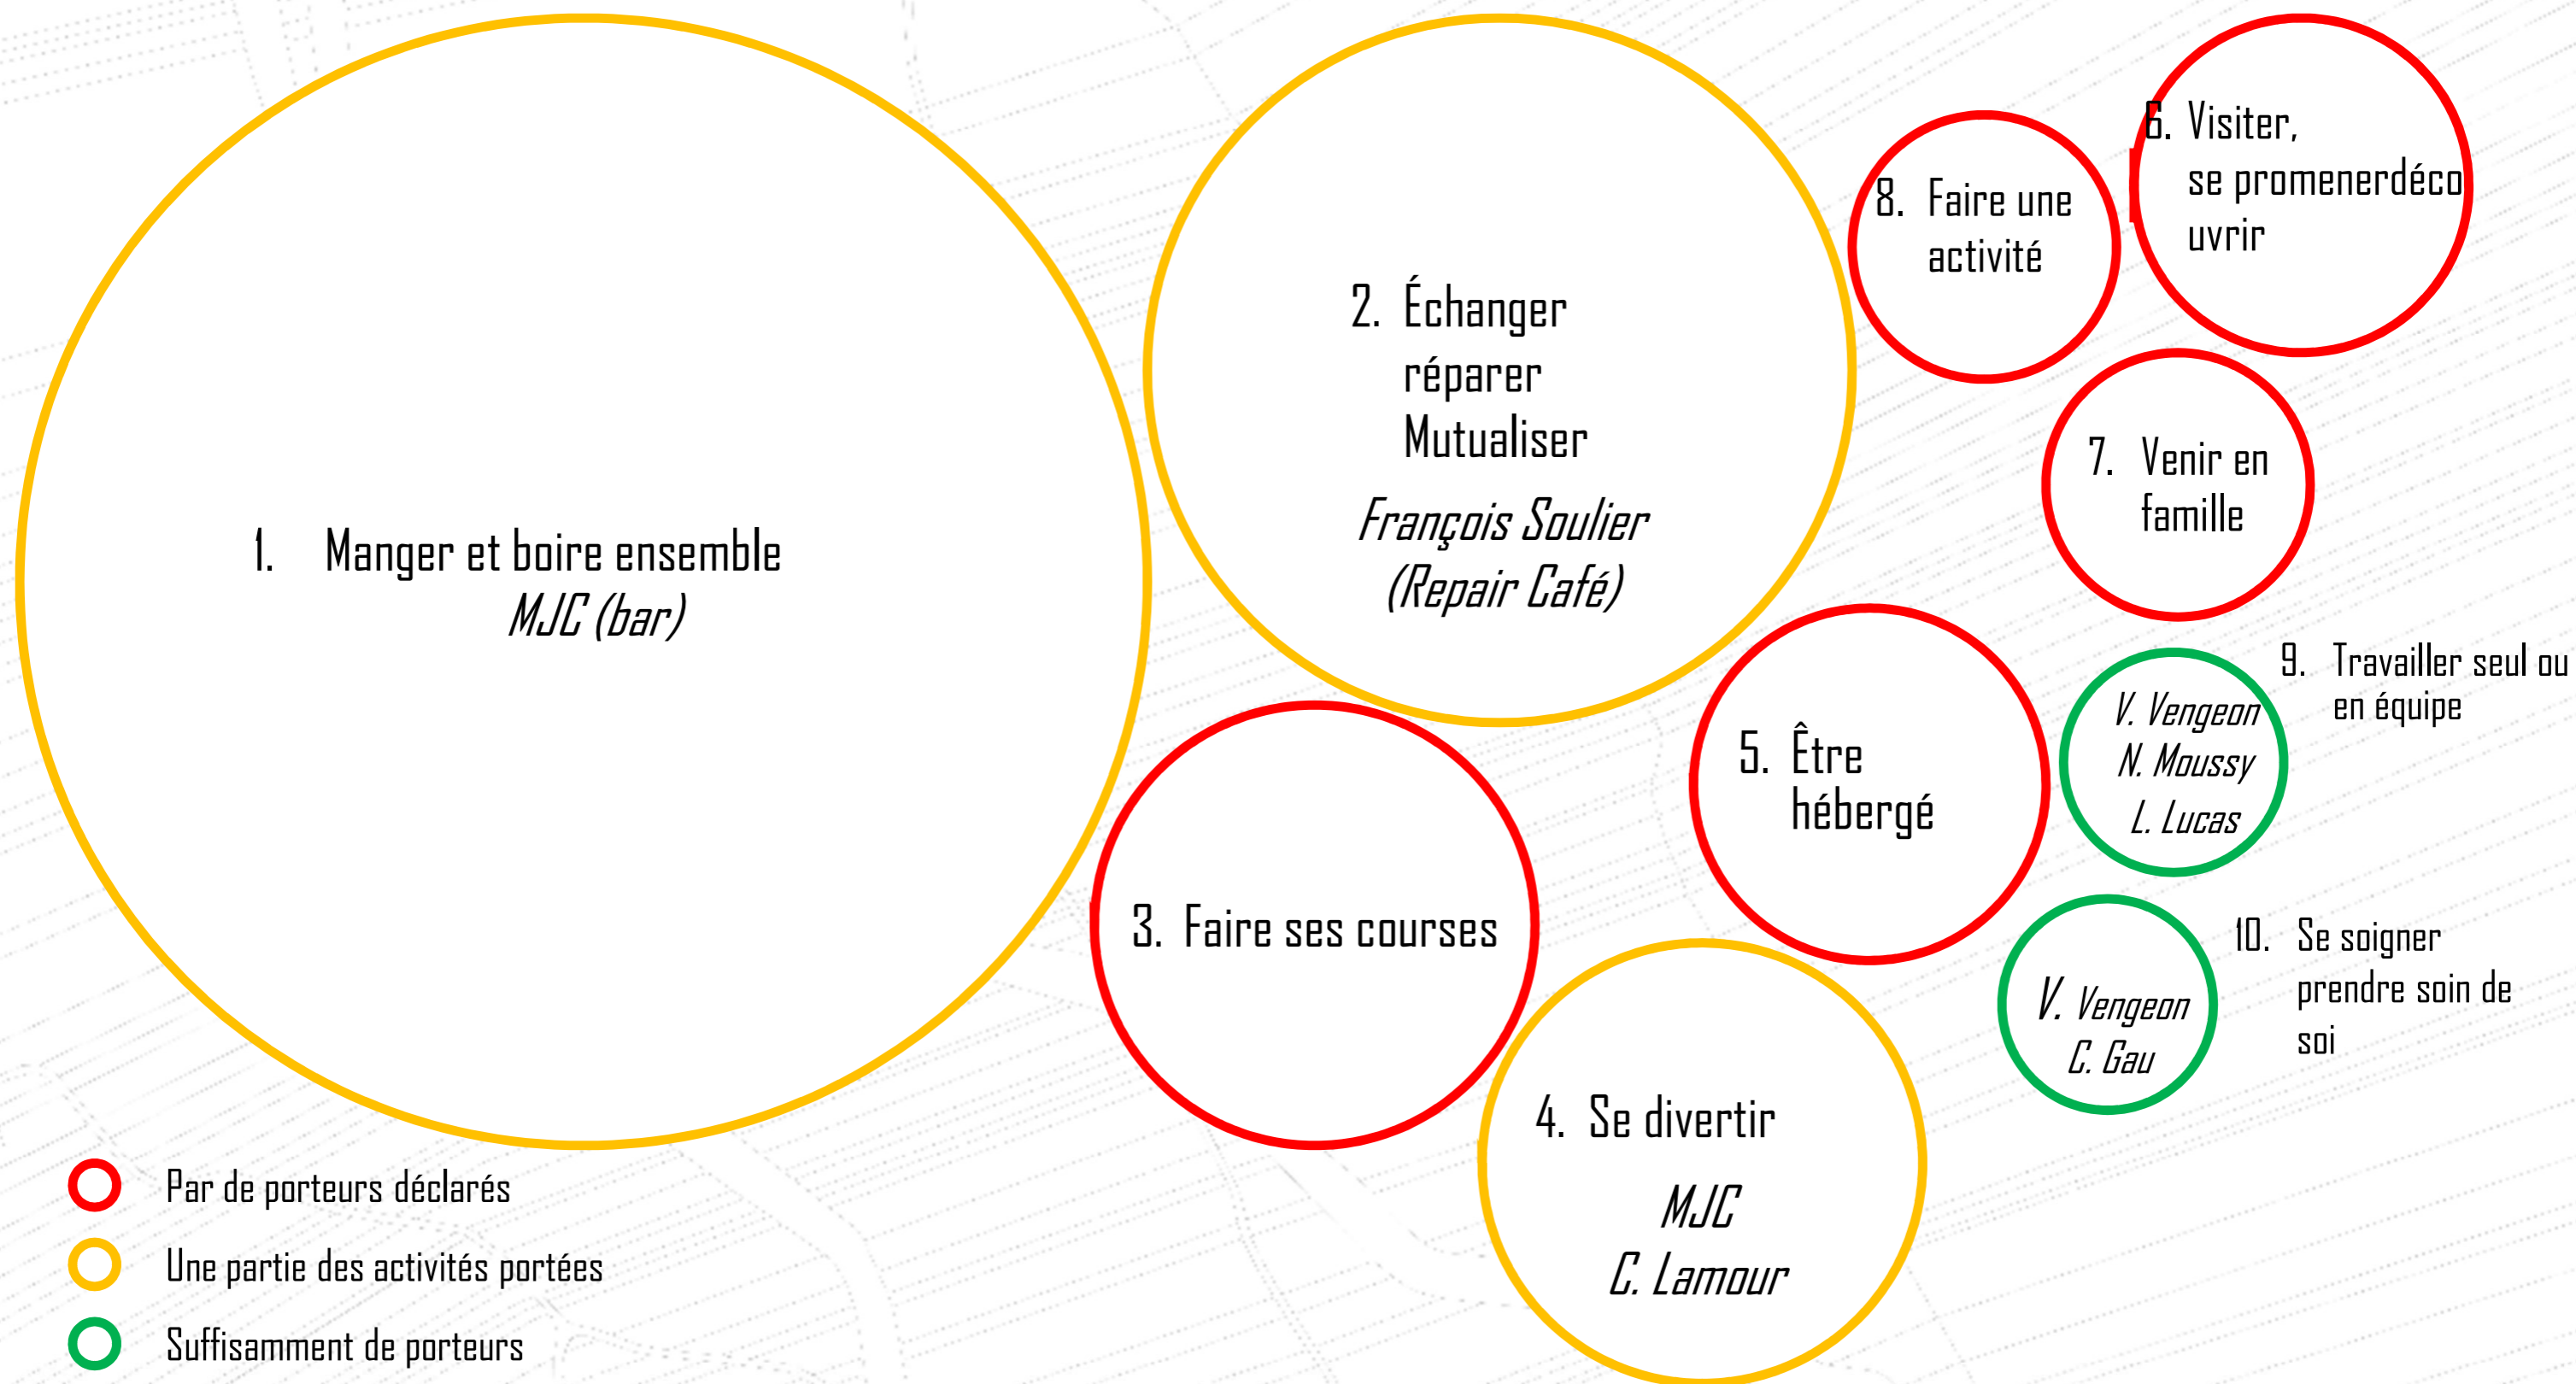 1. Manger et boire ensemble
MJC (bar)
2. Échanger
réparer
Mutualiser
François Soulier
(Repair Café)
8. Faire une
activité
6. Visiter,
se promenerdéco
uvrir
7. Venir en
famille
3. Faire ses courses
5. Être
hébergé
9. Travailler seul ou
en équipe
V. Vengeon
N. Moussy
L. Lucas
10. Se soigner
prendre soin de
soi
V. Vengeon
C. Gau
4. Se divertir
MJC
C. Lamour
Par de porteurs déclarés
Une partie des activités portées
Suffisamment de porteurs